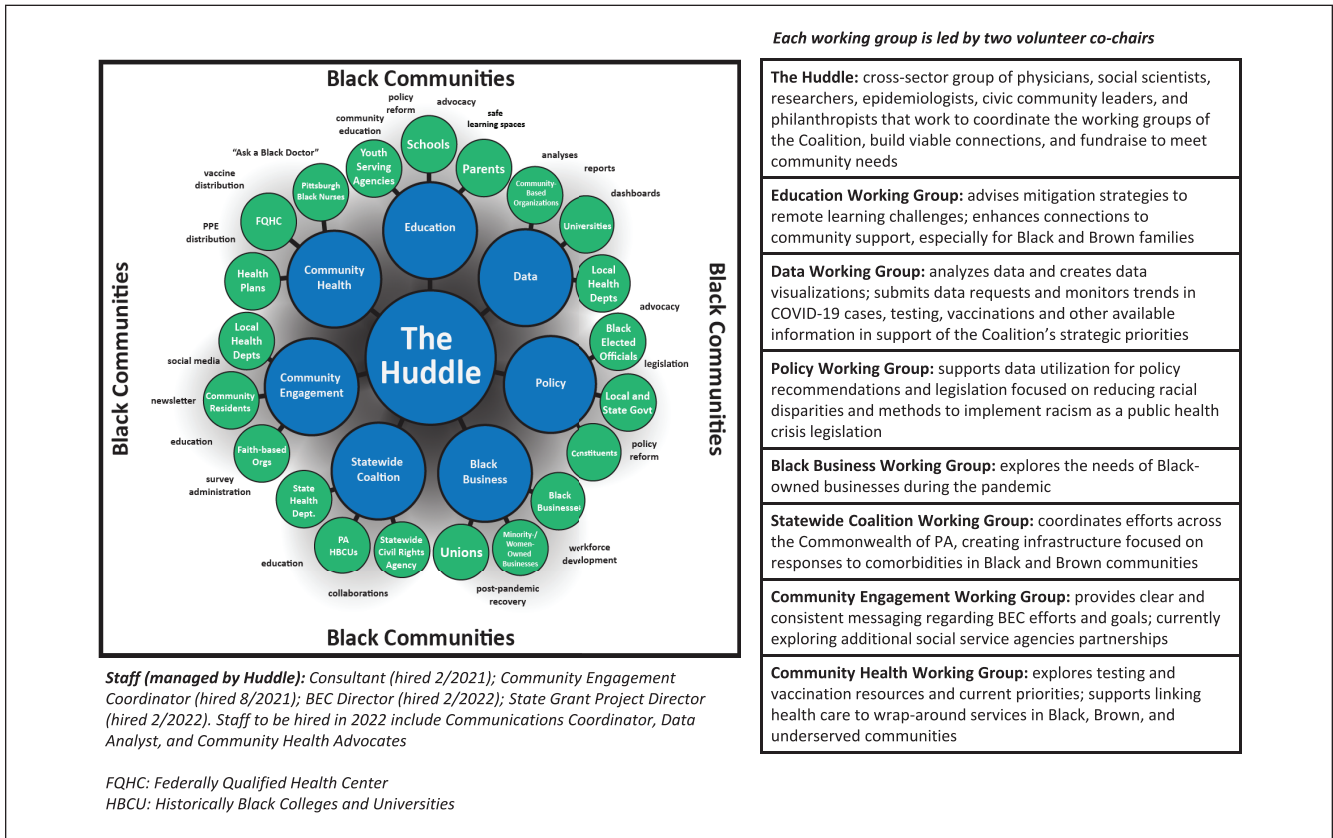 Each working group is led by two volunteer co-chairs
Black Communities
Black Communities
Black Communities
Black Communities
policy
reform
advocacy
safe
learning spaces
community
education
"Ask a Black Doctor"
vaccine
distribution
PPE
distribution
analyses
reports
dashboards
advocacy
legislation
policy
reform
workforce
development
post-pandemic
recovery
collaborations
education
survey
administration
education
newsletter
social media
Schools
Parents
Community-
Based
Organizations
Universities
Local
Health
Depts
Black
Elected
Officials
Local and
State Govt
Constituents
Black
Businesses
Minority-/
Women-
Owned
Businesses
Unions
Statewide
Civil Rights
Agency
PA
HBCUs
State
Health
Dept.
Faith-based
Orgs
Community
Residents
Local
Health
Depts
Health
Plans
FQHC
Pittsburgh
Black Nurses
Youth
Serving
Agencies
Education
Data
Policy
Black
Business
Statewide
Coalition
Community
Engagement
Community
Health
The
Huddle
Staff (managed by Huddle): Consultant (hired 2/2021); Community Engagement
Coordinator (hired 8/2021); BEC Director (hired 2/2022); State Grant Project Director
(hired 2/2022). Staff to be hired in 2022 include Communications Coordinator, Data
Analyst, and Community Health Advocates
FQHC: Federally Qualified Health Center
HBCU: Historically Black Colleges and Universities
The Huddle: cross-sector group of physicians, social scientists,
researchers, epidemiologists, civic community leaders, and
philanthropists that work to coordinate the working groups of
the Coalition, build viable connections, and fundraise to meet
community needs
Education Working Group: advises mitigation strategies to
remote learning challenges; enhances connections to
community support, especially for Black and Brown families
Data Working Group: analyzes data and creates data
visualizations; submits data requests and monitors trends in
COVID-19 cases, testing, vaccinations and other available
information in support of the Coalition's strategic priorities
Policy Working Group: supports data utilization for policy
recommendations and legislation focused on reducing racial
disparities and methods to implement racism as a public health
crisis legislation
Black Business Working Group: explores the needs of Black-
owned businesses during the pandemic
Statewide Coalition Working Group: coordinates efforts across
the Commonwealth of PA, creating infrastructure focused on
responses to comorbidities in Black and Brown communities
Community Engagement Working Group: provides clear and
consistent messaging regarding BEC efforts and goals; currently
exploring additional social service agencies partnerships
Community Health Working Group: explores testing and
vaccination resources and current priorities; supports linking
health care to wrap-around services in Black, Brown, and
underserved communities